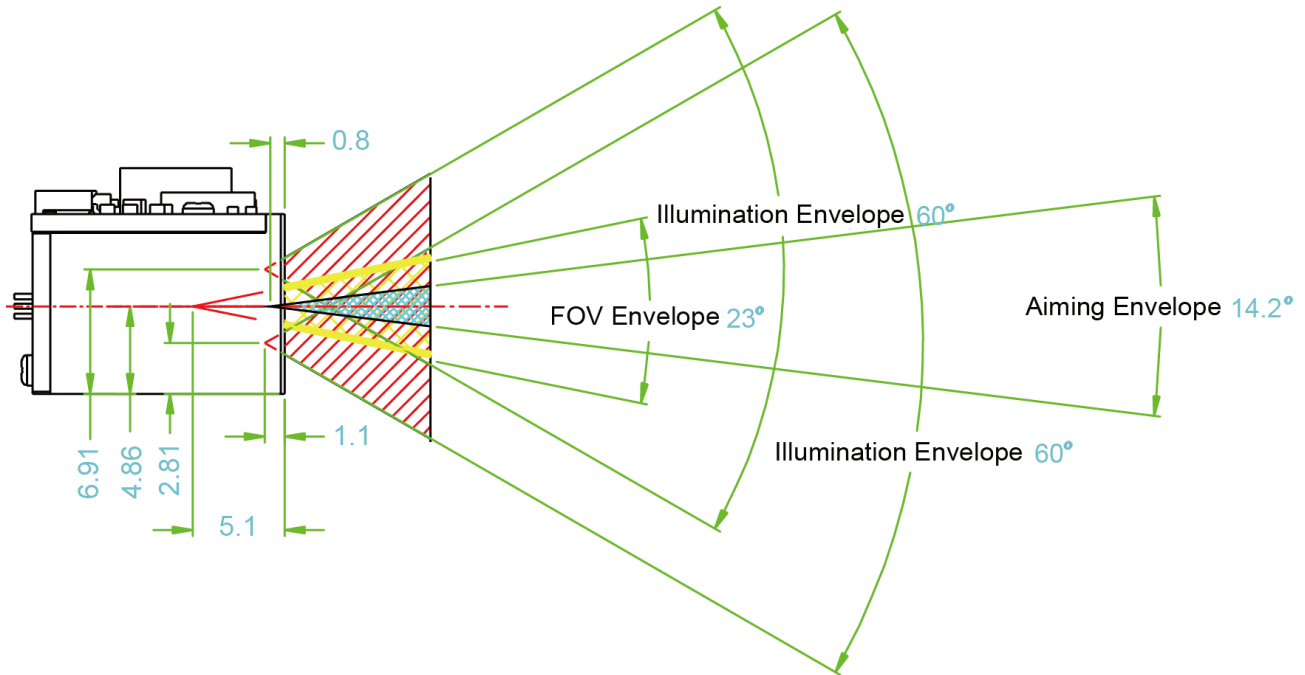 0.8
Illumination Envelope 60°
FOV Envelope 23°
Aiming Envelope 14.2°
1.1
Illumination Envelope 60°
6.91
4.86
2.81
5.1